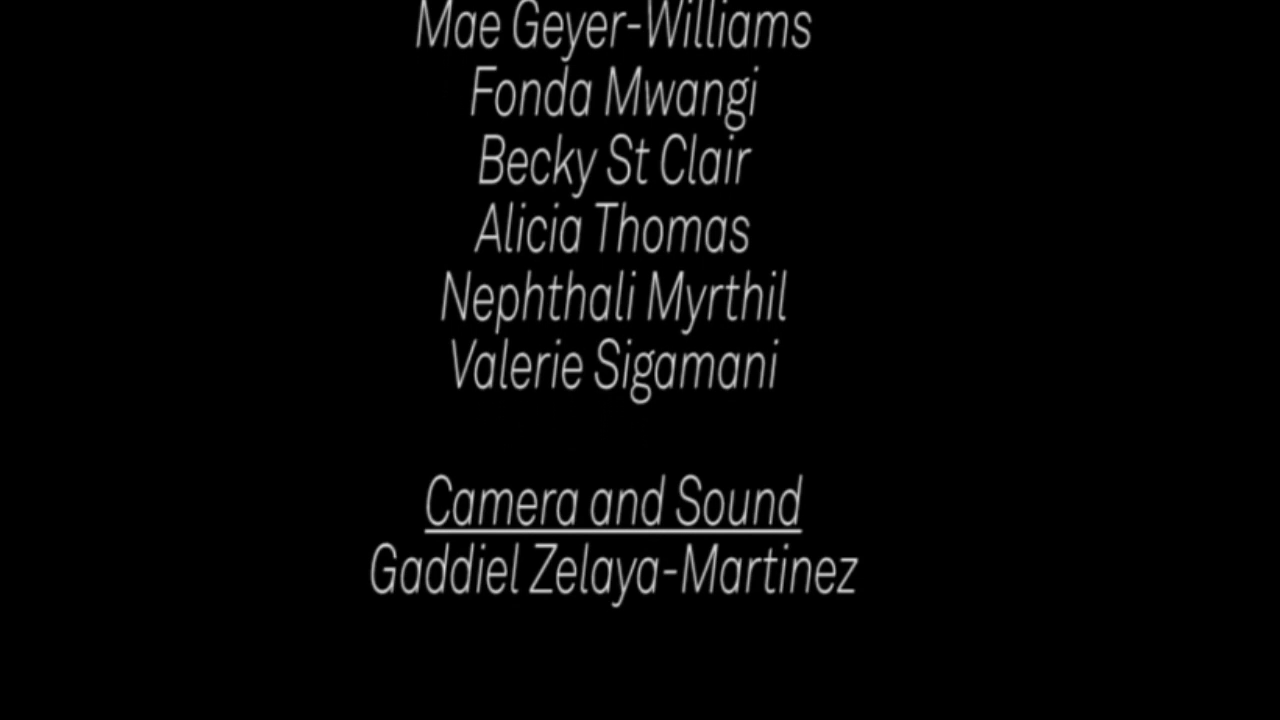 Mae Geyer-Williams
Fonda Mwangi
Becky St Clair
Alicia Thomas
Nephthali Myrthil
Valerie Sigamani
Camera and Sound
Gaddiel Zelaya-Martinez